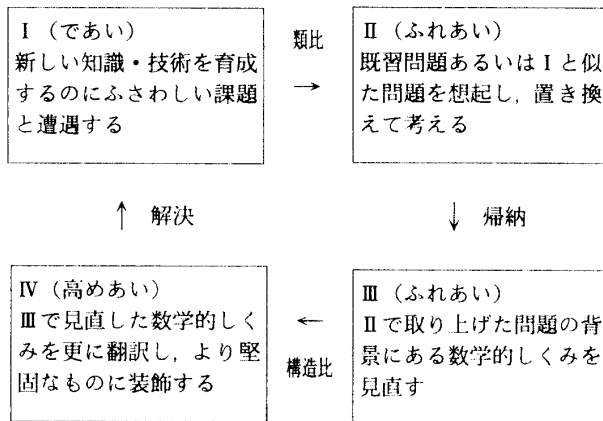 Ⅰ（であい）
新しい知識・技術を育成
するのにふさわしい課題
と遭遇する
類比
→
Ⅱ（ふれあい）
既習問題あるいはⅠと似
た問題を想起し，置き換
えて考える
↑ 解決
↓ 帰納
Ⅳ（高めあい）
Ⅲで見直した数学的しく
みを更に翻訳し，より堅
固なものに装飾する
←
構造比
Ⅲ（ふれあい）
Ⅱで取り上げた問題の背
景にある数学的しくみを
見直す